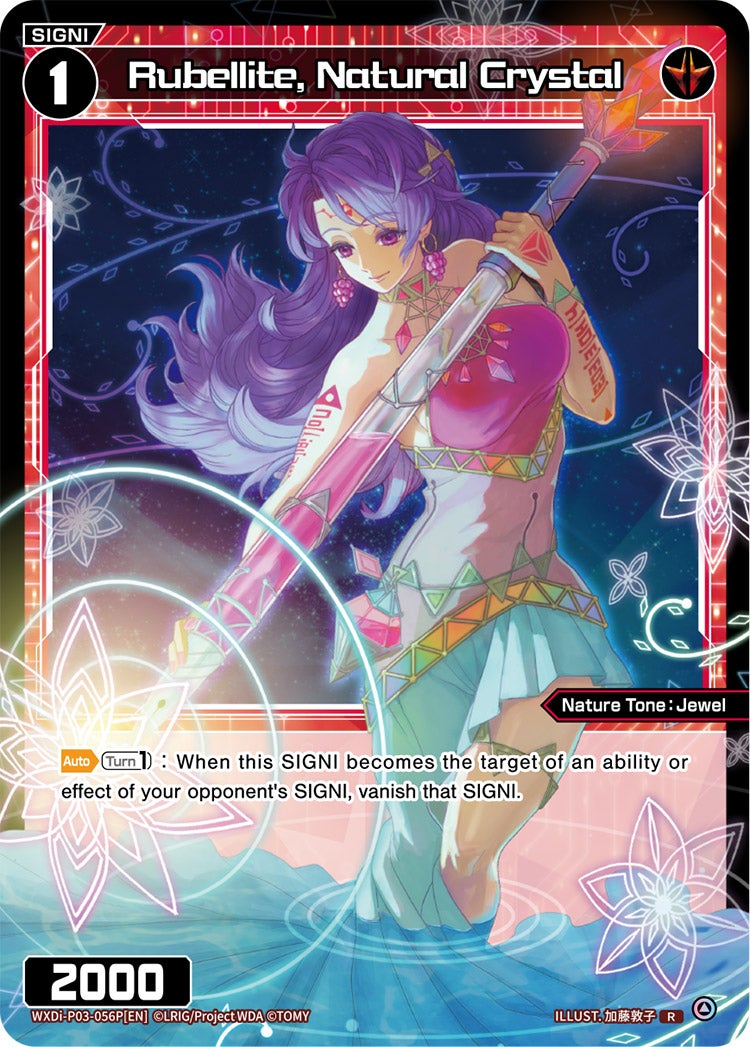 SIGNI
1
Rubellite, Natural Crystal
Nature Tone:Jewel
Auto Turn 1 : When this SIGNI becomes the target of an ability or
effect of your opponent's SIGNI, vanish that SIGNI.
2000
WXDi-P03-056P[EN] ©LRIG/Project WDA ©TOMY
ILLUST. 加藤敦子 R